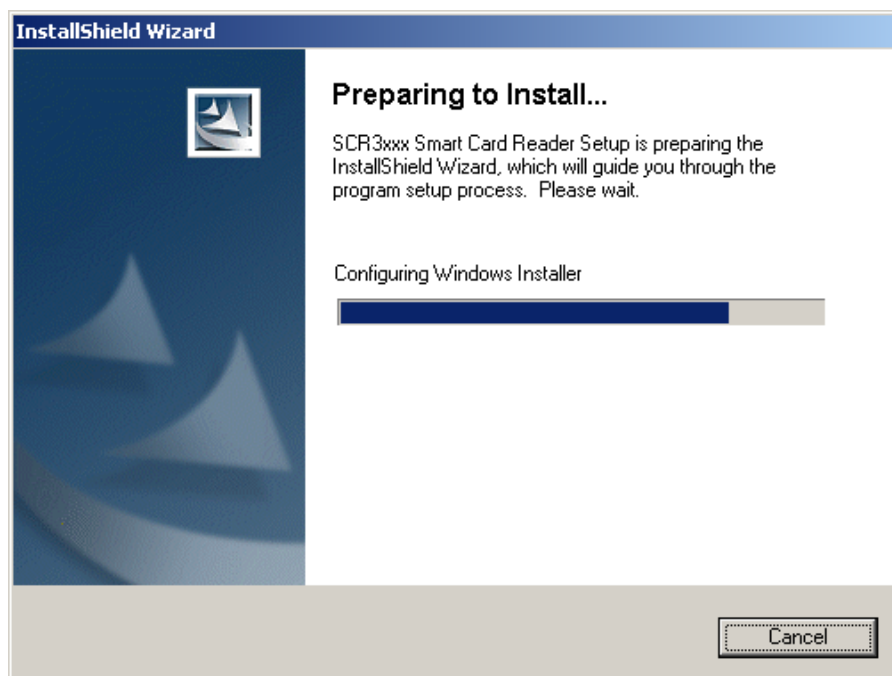 InstallShield Wizard
Preparing to Install...
SCR3xxx Smart Card Reader Setup is preparing the
InstallShield Wizard, which will guide you through the
program setup process.  Please wait.
Configuring Windows Installer
Cancel